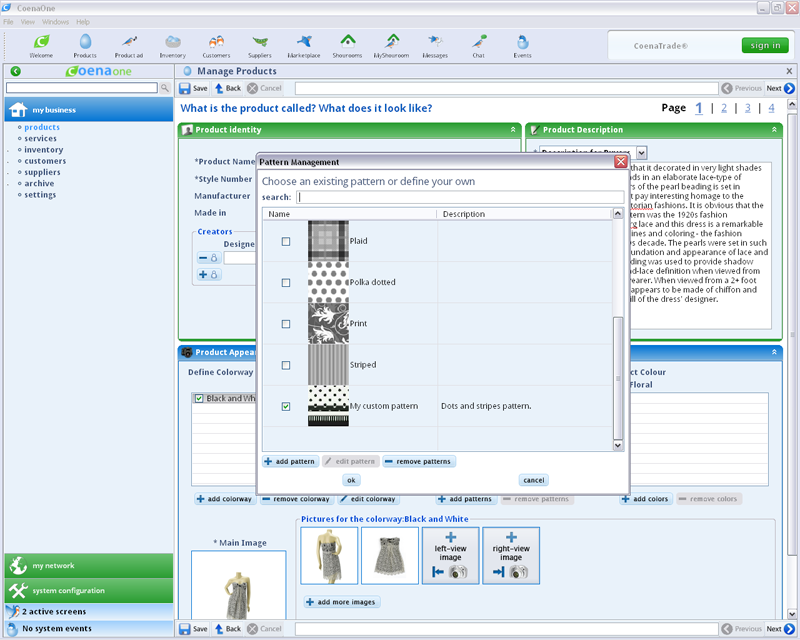 CoenaOne
File View Windows Help
Welcome Products Product ad Inventory Customers Suppliers Marketplace Showrooms MyShowroom Messages Chat Events
CoenaTrade®
sign in
Coenaone
Manage Products
Save Back Cancel
Previous Next
my business
products
services
inventory
customers
suppliers
archive
settings
my network
system configuration
2 active screens
No system events
What is the product called? What does it look like?
Page 1 | 2 | 3 | 4
Product identity
*Product Name
*Style Number
Manufacturer
Made in
Creators
Designe
Product Description
that it decorated in very light shades
ds in an elaborate lace-type of
rs of the pearl beading is set in
t pay interesting homage to the
torian fashions. It is obvious that the
tern was the 1920s fashion
g lace and this dress is a remarkable
ines and coloring - the fashion
s decade. The pearls were set in such
undation and appearance of lace and
ding was used to provide shadow
d-lace definition when viewed from
earer. When viewed from a 2+ foot
appears to be made of chiffon and
ill of the dress' designer.
Pattern Management
Choose an existing pattern or define your own
search:
Name Description
Plaid
Polka dotted
Print
Striped
My custom pattern Dots and stripes pattern.
add pattern edit pattern remove patterns
ok cancel
Product Appea
Define Colorway
Black and Wh
ct Colour
Floral
add colorway remove colorway edit colorway
add patterns remove patterns
add colors remove colors
* Main Image
Pictures for the colorway:Black and White
left-view
image
right-view
image
add more images
Save Back Cancel
Previous Next